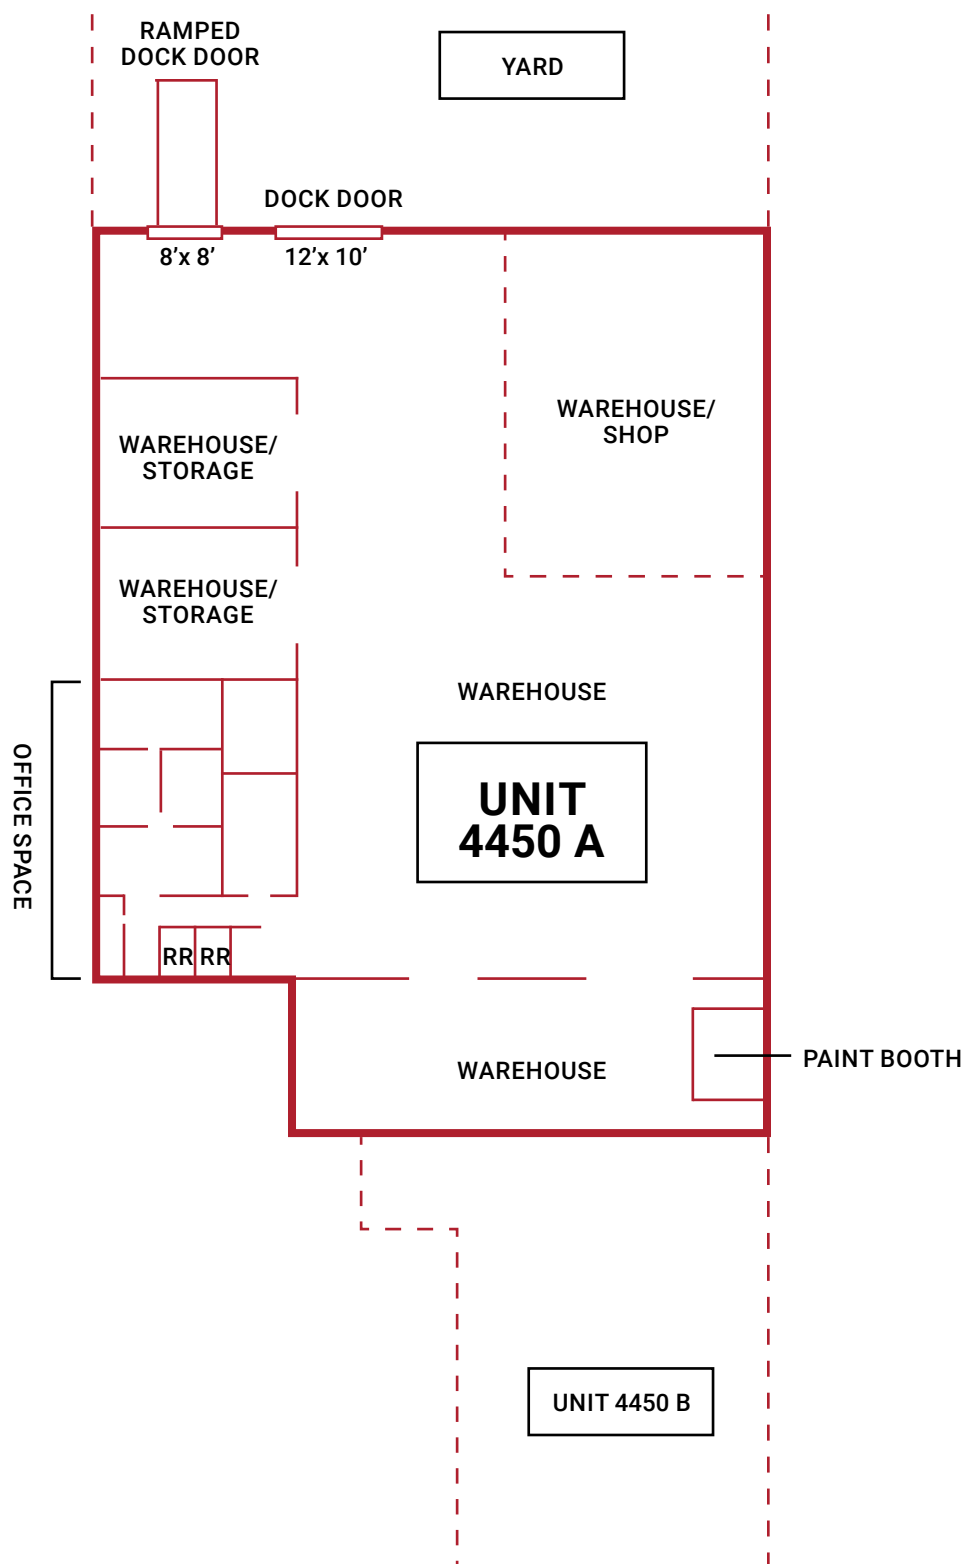 RAMPED
DOCK DOOR
YARD
DOCK DOOR
8’x 8’
12’x 10’
WAREHOUSE/
SHOP
WAREHOUSE/
STORAGE
WAREHOUSE/
STORAGE
WAREHOUSE
OFFICE SPACE
UNIT
4450 A
RR RR
WAREHOUSE
PAINT BOOTH
UNIT 4450 B